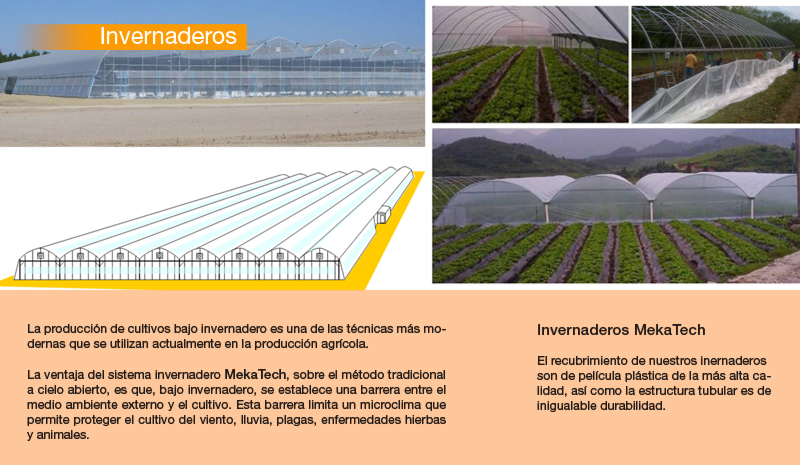 Invernaderos
La producción de cultivos bajo invernadero es una de las técnicas más mo-
dernas que se utilizan actualmente en la producción agrícola.
La ventaja del sistema invernadero MekaTech, sobre el método tradicional
a cielo abierto, es que, bajo invernadero, se establece una barrera entre el
medio ambiente externo y el cultivo. Esta barrera limita un microclima que
permite proteger el cultivo del viento, lluvia, plagas, enfermedades hierbas
y animales.
Invernaderos MekaTech
El recubrimiento de nuestros inernaderos
son de película plástica de la más alta ca-
lidad, así como la estructura tubular es de
inigualable durabilidad.